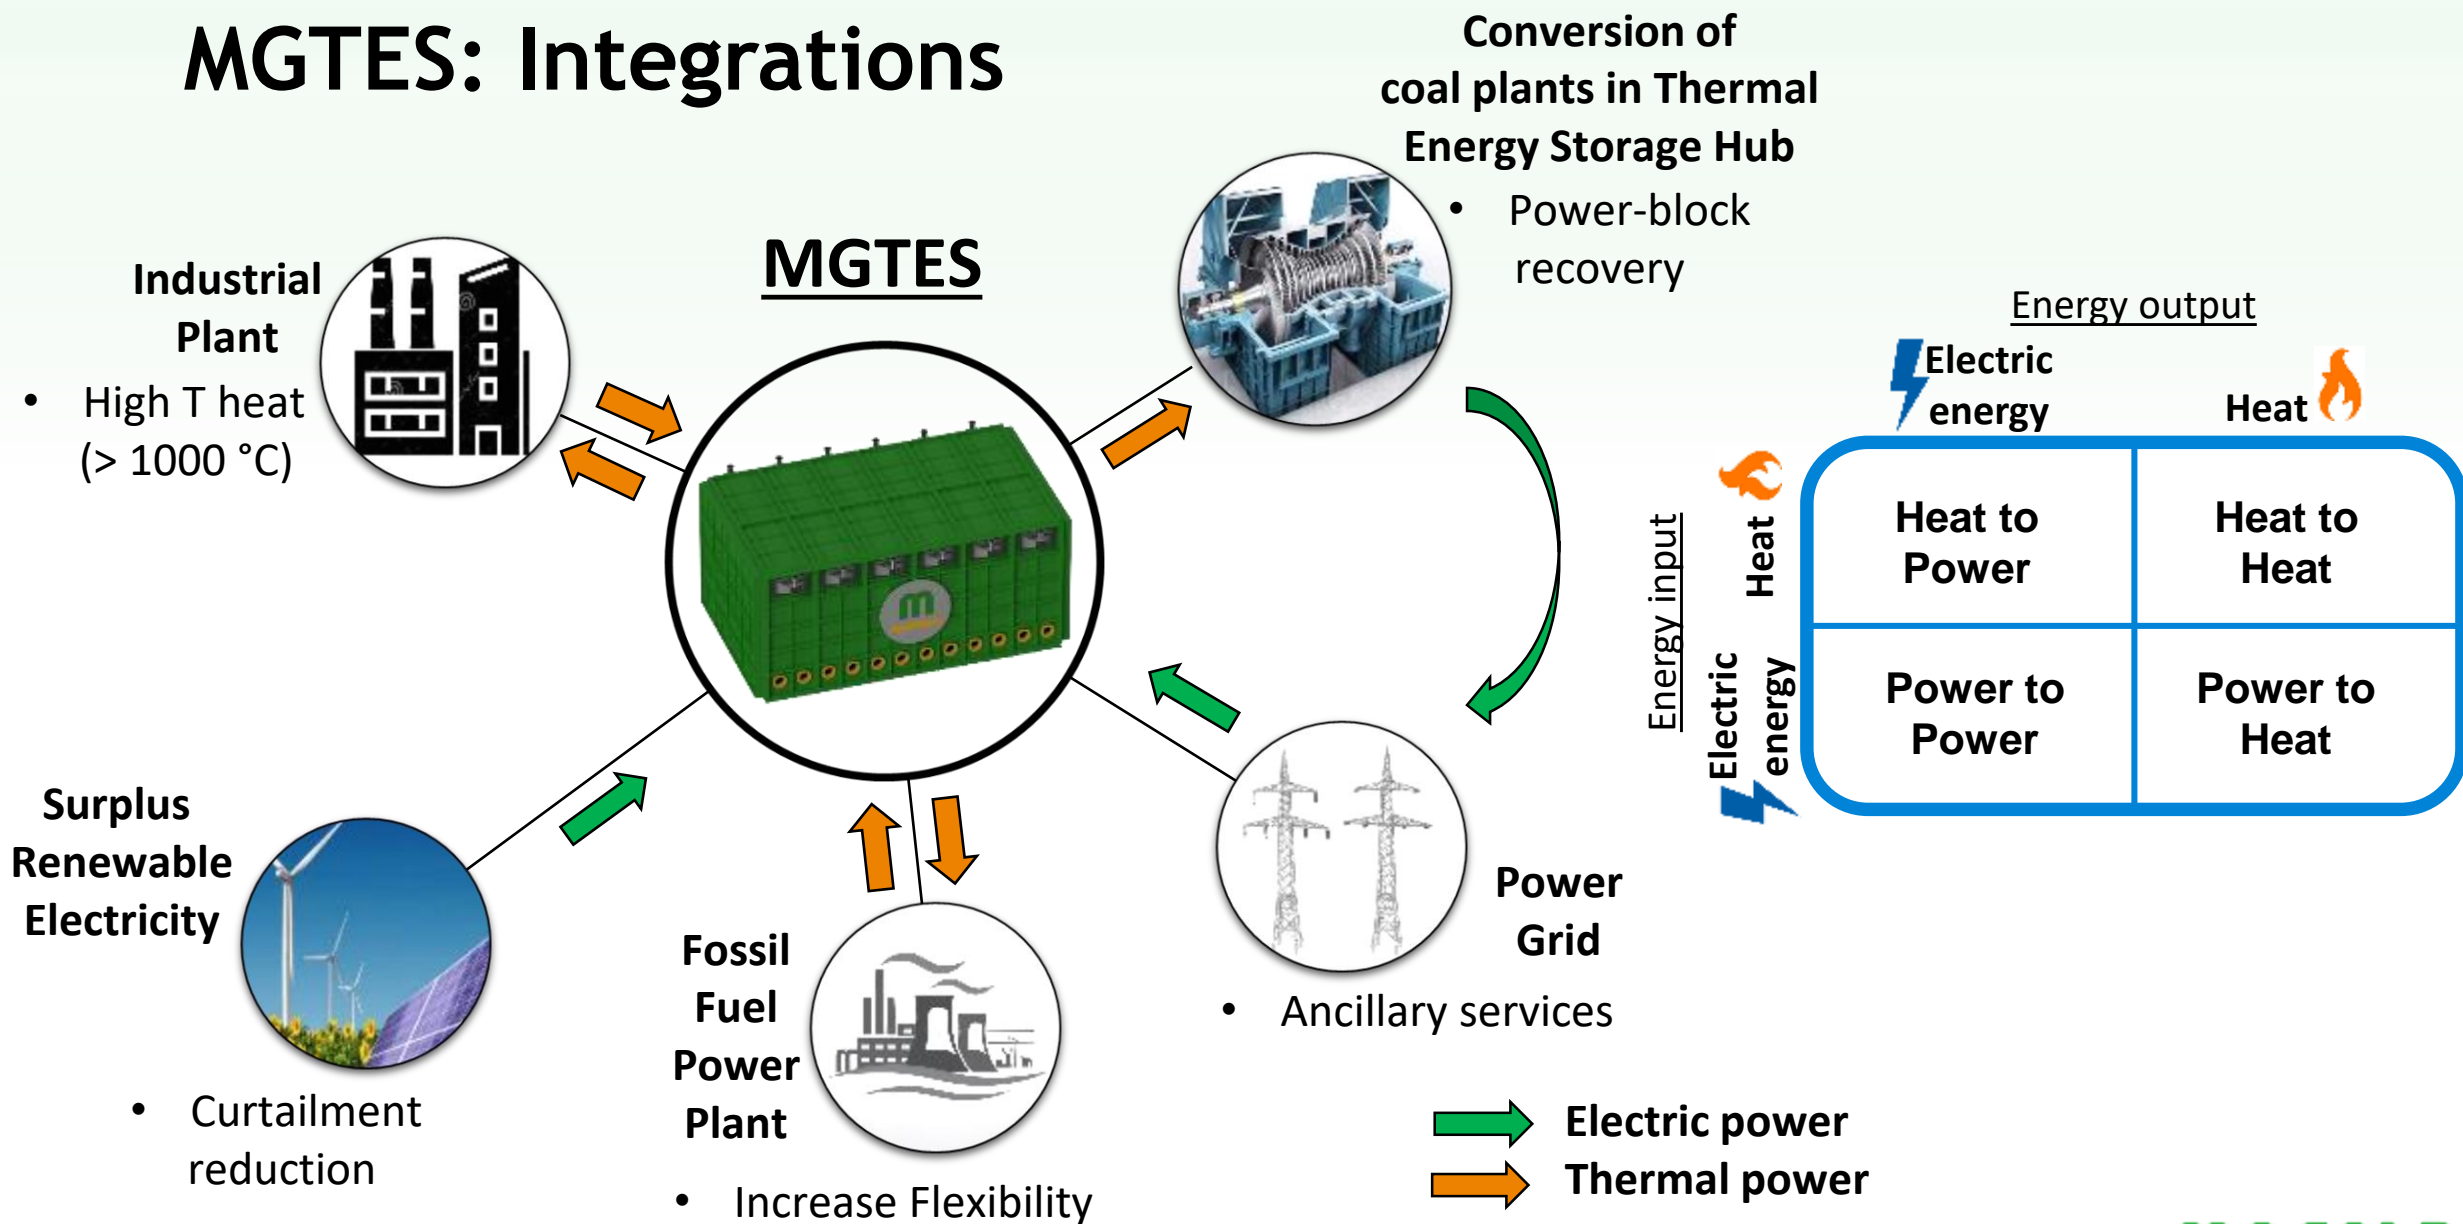 MGTES: Integrations
Conversion of
coal plants in Thermal
Energy Storage Hub
• Power-block
recovery
MGTES
Industrial
Plant
• High T heat
(> 1000 °C)
Energy output
Electric
energy
Heat
Energy input
Heat
Electric
energy
Heat to
Power
Heat to
Heat
Power to
Power
Power to
Heat
m
Surplus
Renewable
Electricity
• Curtailment
reduction
Fossil
Fuel
Power
Plant
• Increase Flexibility
Power
Grid
• Ancillary services
Electric power
Thermal power